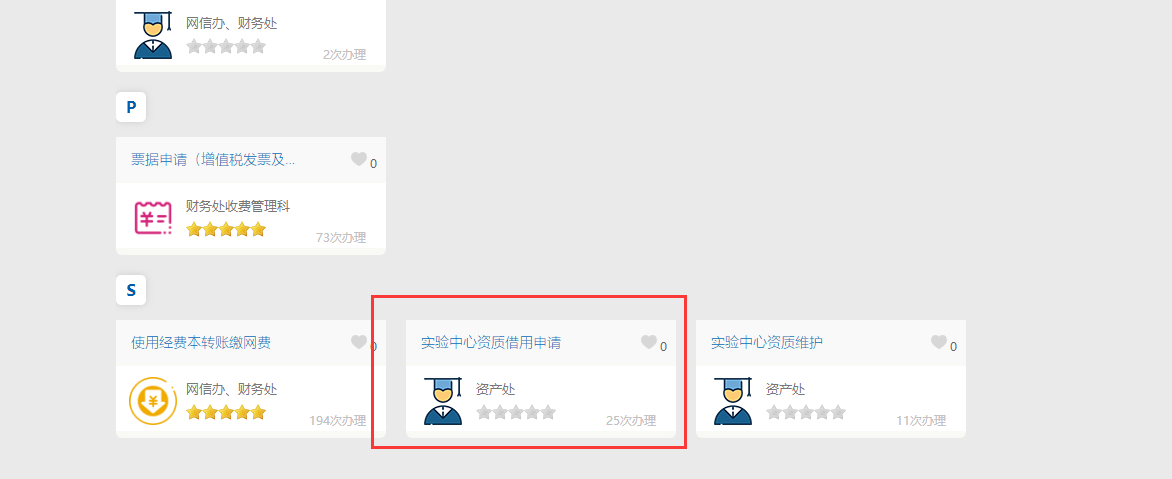 网信办、财务处
2次办理
P
票据申请（增值税发票及...
0
财务处收费管理科
73次办理
S
使用经费本转账缴网费
0
网信办、财务处
194次办理
实验中心资质借用申请
0
资产处
25次办理
实验中心资质维护
0
资产处
11次办理